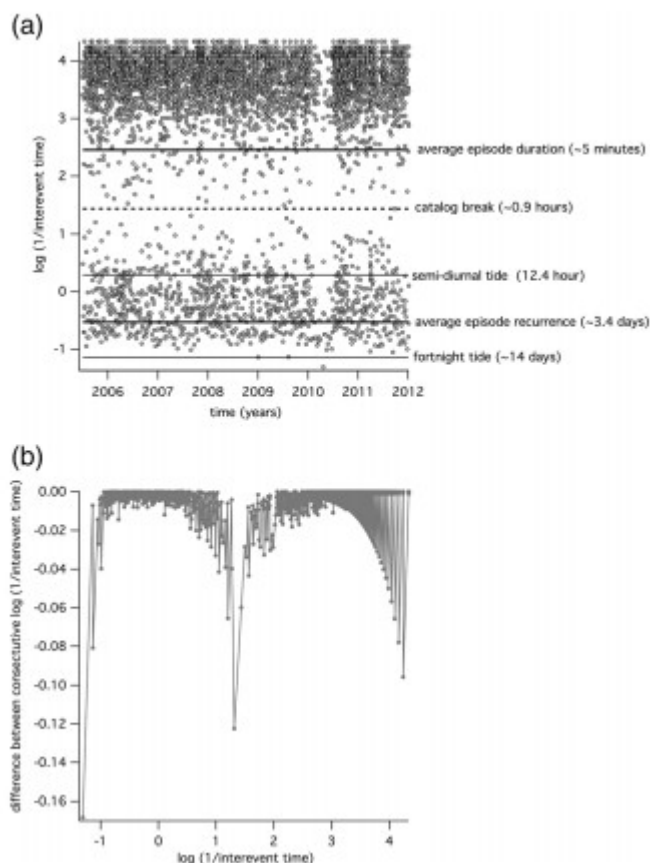 (a)
log (1/interevent time)
4
3
2
1
0
-1
average episode duration (~5 minutes)
catalog break (~0.9 hours)
semi-diurnal tide (12.4 hour)
average episode recurrence (~3.4 days)
fortnight tide (~14 days)
2006 2007 2008 2009 2010 2011 2012
time (years)
(b)
difference between consecutive log (1/interevent time)
0.00
-0.02
-0.04
-0.06
-0.08
-0.10
-0.12
-0.14
-0.16
-1 0 1 2 3 4
log (1/interevent time)